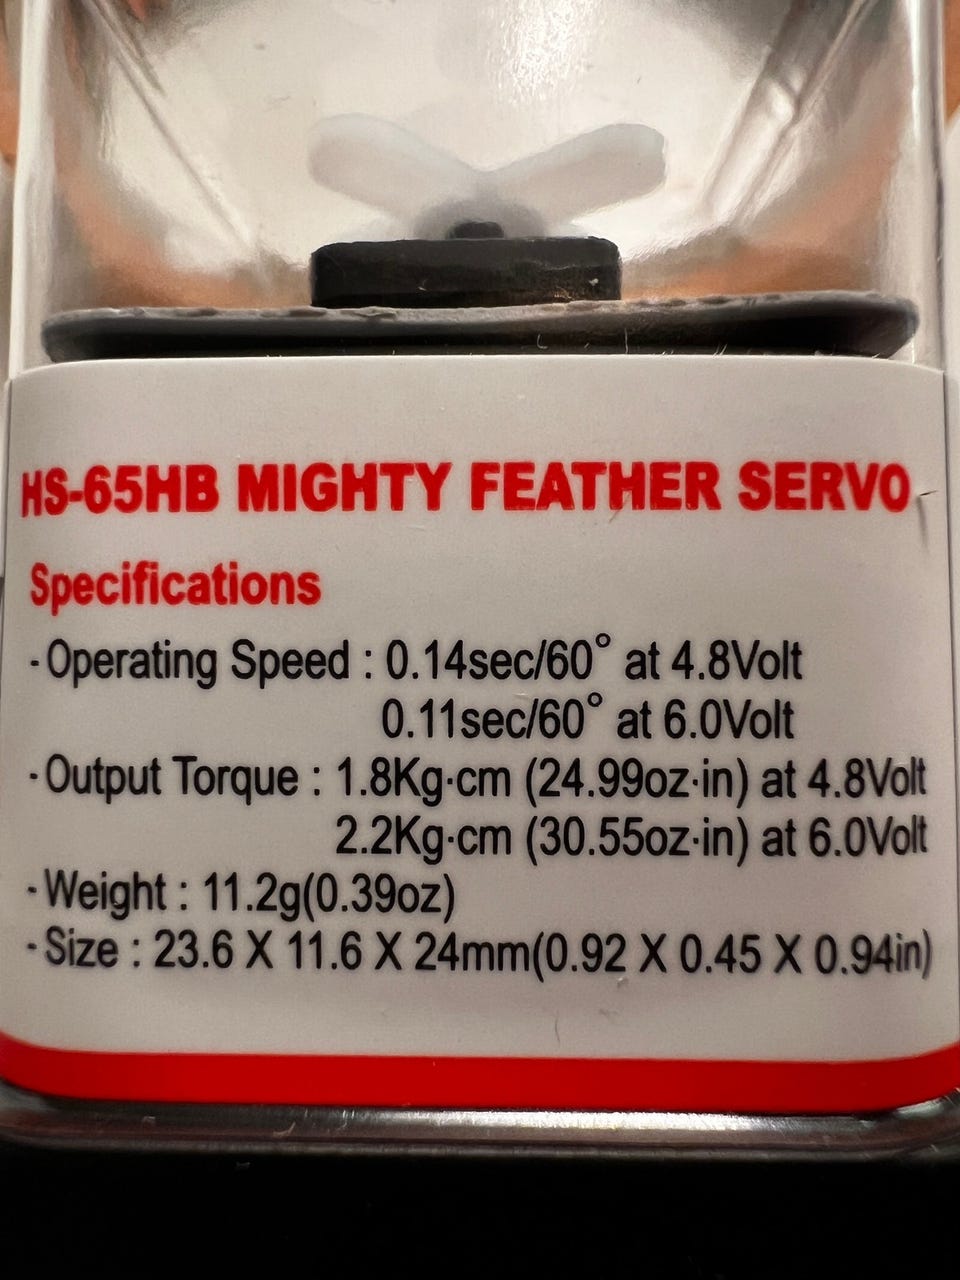 HS-65HB MIGHTY FEATHER SERVO
Specifications
·Operating Speed : 0.14sec/60° at 4.8Volt
0.11sec/60° at 6.0Volt
·Output Torque : 1.8Kg·cm (24.99oz·in) at 4.8Volt
2.2Kg·cm (30.55oz·in) at 6.0Volt
·Weight : 11.2g(0.39oz)
·Size : 23.6 X 11.6 X 24mm(0.92 X 0.45 X 0.94in)